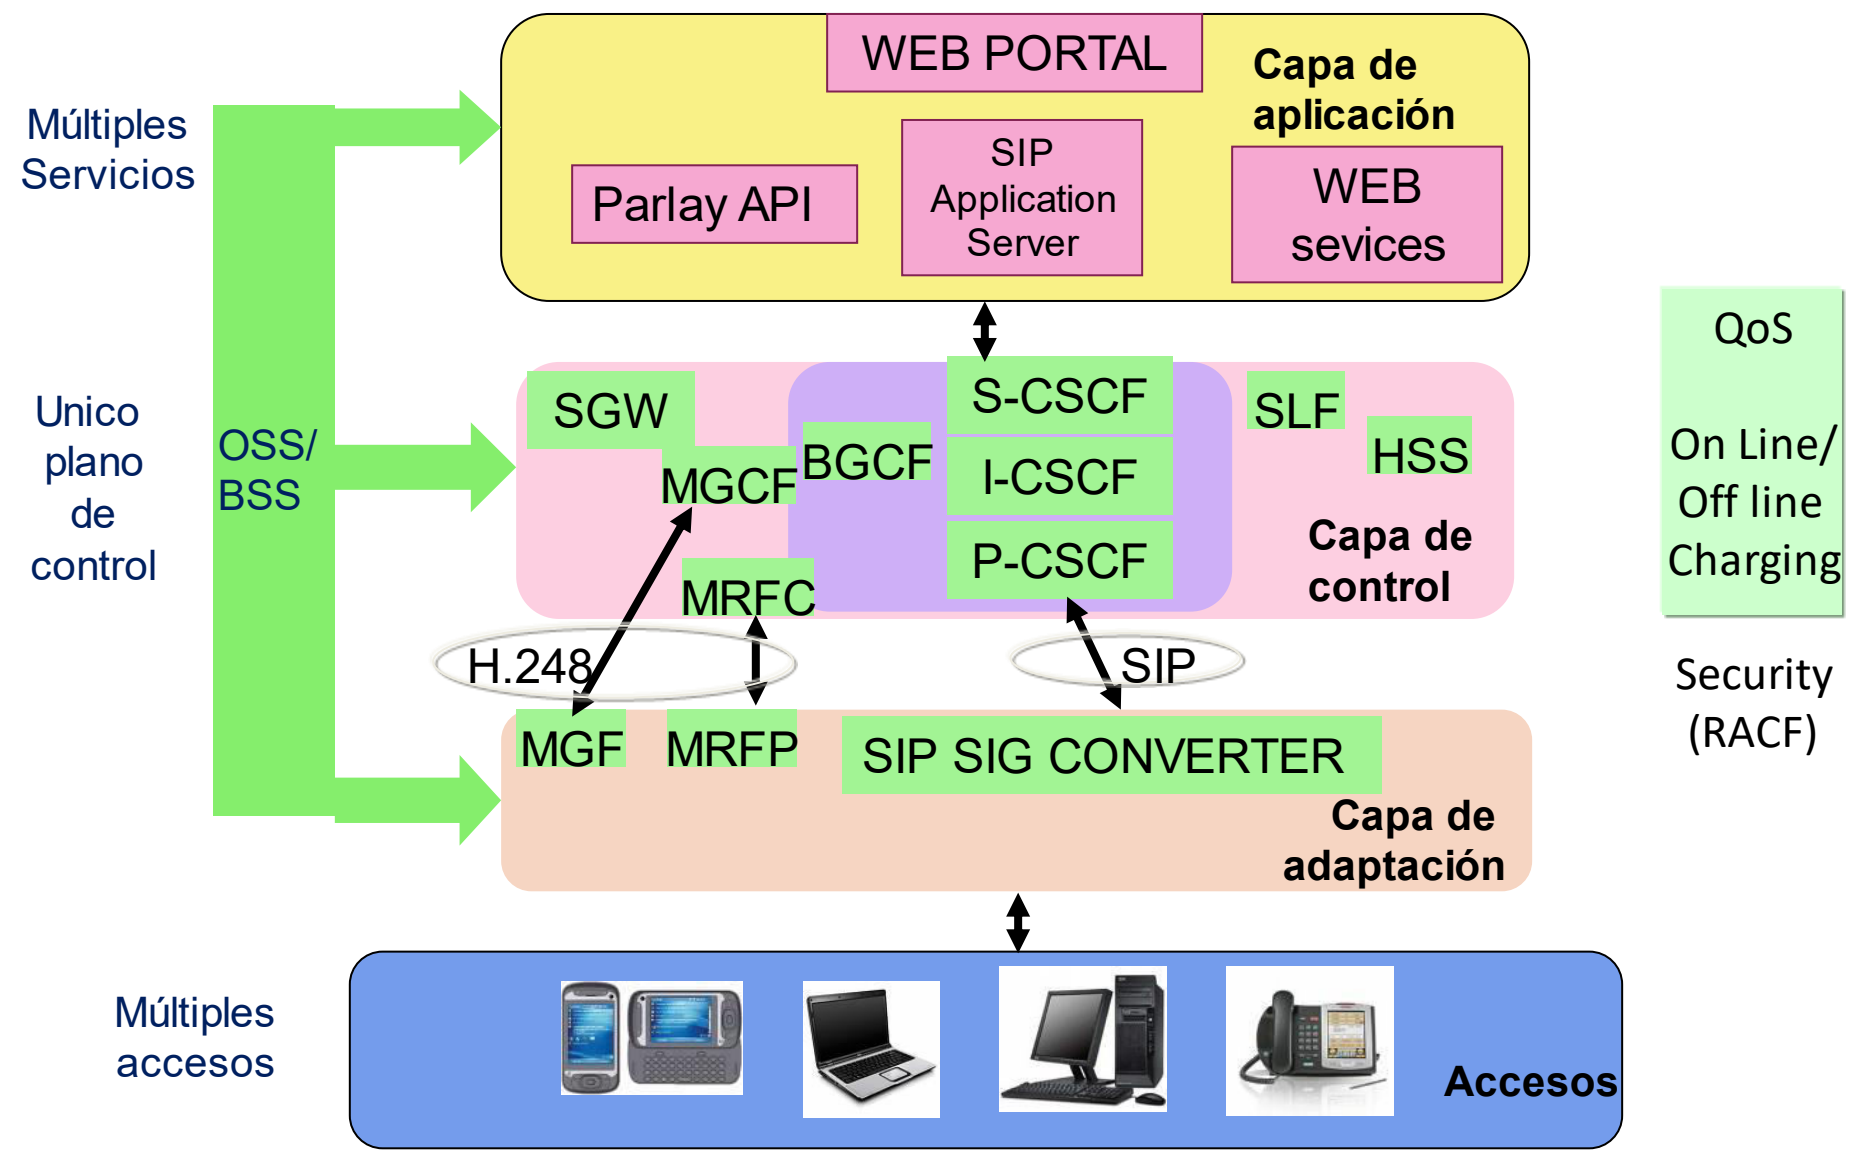 WEB PORTAL
Capa de
aplicación
Múltiples
Servicios
SIP
Application
Server
Parlay API
WEB
sevices
QoS
On Line/
Off line
Charging
Security
(RACF)
Unico
plano
de
control
OSS/
BSS
SGW
MGCF
BGCF
S-CSCF
I-CSCF
P-CSCF
SLF
HSS
MRFC
Capa de
control
H.248
SIP
MGF
MRFP
SIP SIG CONVERTER
Capa de
adaptación
Múltiples
accesos
Accesos